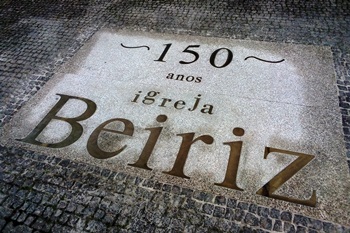 ~150~
anos
igreja
Beiriz